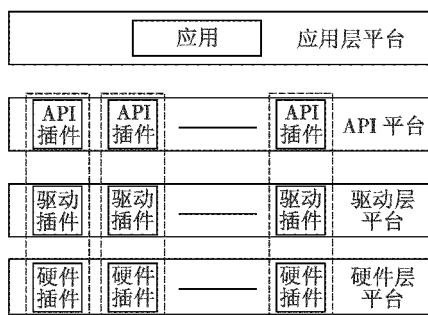 应用 应用层平台
API API API
插件 插件 插件 API 平台
驱动 驱动 驱动 驱动层
插件 插件 插件 平台
硬件 硬件 硬件 硬件层
插件 插件 插件 平台